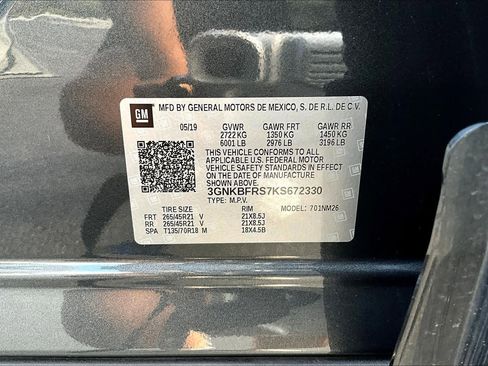 GM MFD BY GENERAL MOTORS DE MEXICO, S. DE R.L. DE C.V.
05/19 GVWR GAWR FRT GAWR RR
2722 KG 1350 KG 1450 KG
6001 LB 2976 LB 3196 LB
THIS VEHICLE CONFORMS TO ALL
APPLICABLE U.S. FEDERAL MOTOR
VEHICLE SAFETY STANDARDS IN EFFECT
ON THE DATE OF MANUFACTURE
SHOWN ABOVE.
3GNKBFRS7KS672330
TYPE: M.P.V. MODEL: 701NM26
TIRE SIZE RIM
FRT 265/45R21 V 21X8.5J
RR 265/45R21 V 21X8.5J
SPA T135/70R18 M 18X4.5B